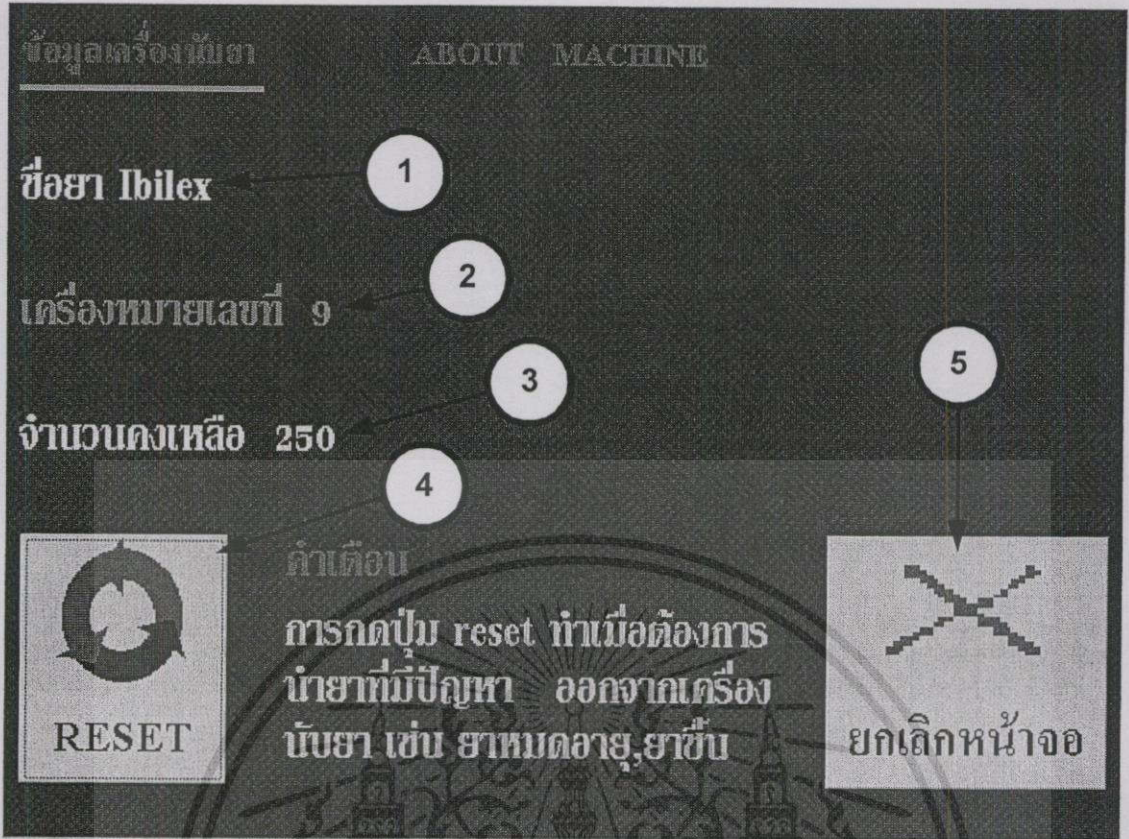 ข้อมูลเครื่องนับยา ABOUT MACHINE
1
ชื่อยา Ibilex
2
เครื่องหมายเลขที่ 9
3
5
จำนวนคงเหลือ 250
4
คำเตือน
การกดปุ่ม reset ทำเมื่อต้องการ
นำยาที่มีปัญหา ออกจากเครื่อง
นับยา เช่น ยาหมดอายุ,ยาชื้น
RESET
ยกเลิกหน้าจอ